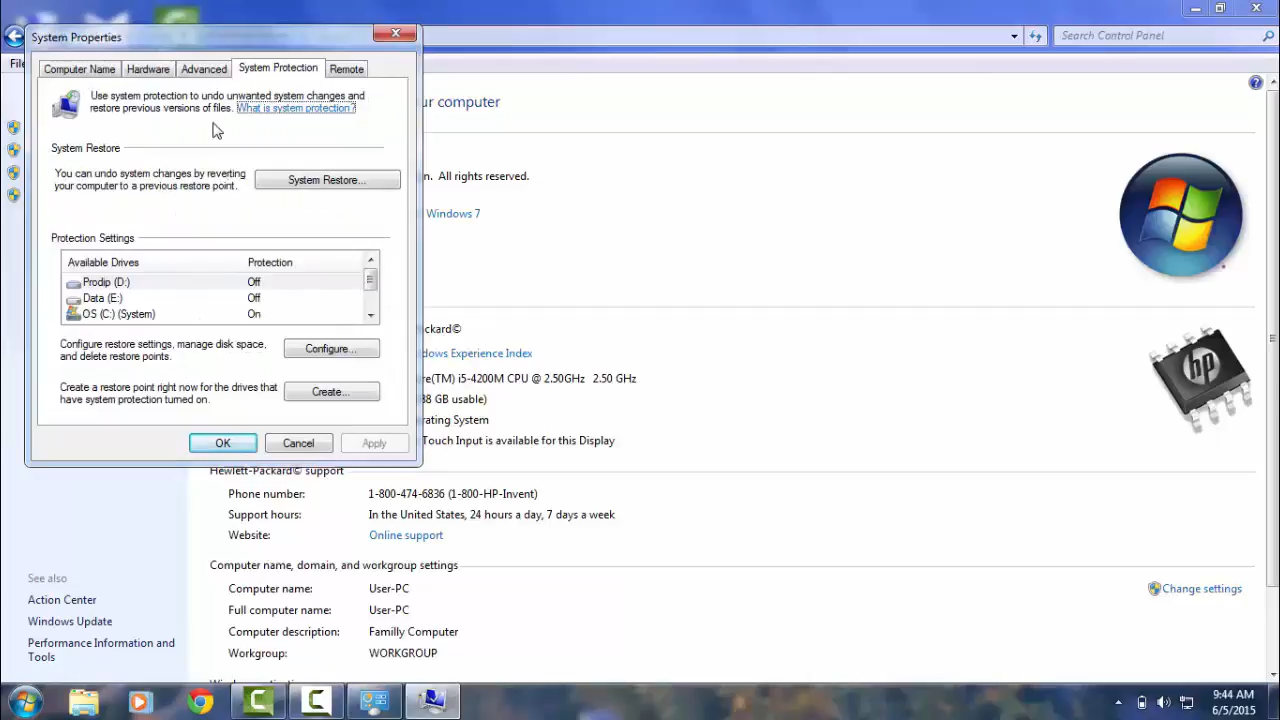 System Properties
Search Control Panel
Computer Name
Hardware
Advanced
System Protection
Remote
Use system protection to undo unwanted system changes and
restore previous versions of files. What is system protection?
System Restore
You can undo system changes by reverting
your computer to a previous restore point.
System Restore...
Protection Settings
Available Drives Protection
Prodip (D:) Off
Data (E:) Off
OS (C:) (System) On
Configure restore settings, manage disk space,
and delete restore points.
Configure...
Create a restore point right now for the drives that
have system protection turned on.
Create...
OK
Cancel
Apply
computer
All rights reserved.
Windows 7
Experience Index
i5-4200M CPU @ 2.50GHz 2.50 GHz
GB usable)
System
Touch Input is available for this Display
Hewlett-Packard© support
Phone number: 1-800-474-6836 (1-800-HP-Invent)
Support hours: In the United States, 24 hours a day, 7 days a week
Website: Online support
Computer name, domain, and workgroup settings
Computer name: User-PC
Change settings
Full computer name: User-PC
Computer description: Familly Computer
Workgroup: WORKGROUP
See also
Action Center
Windows Update
Performance Information and
Tools
hp
9:44 AM
6/5/2015